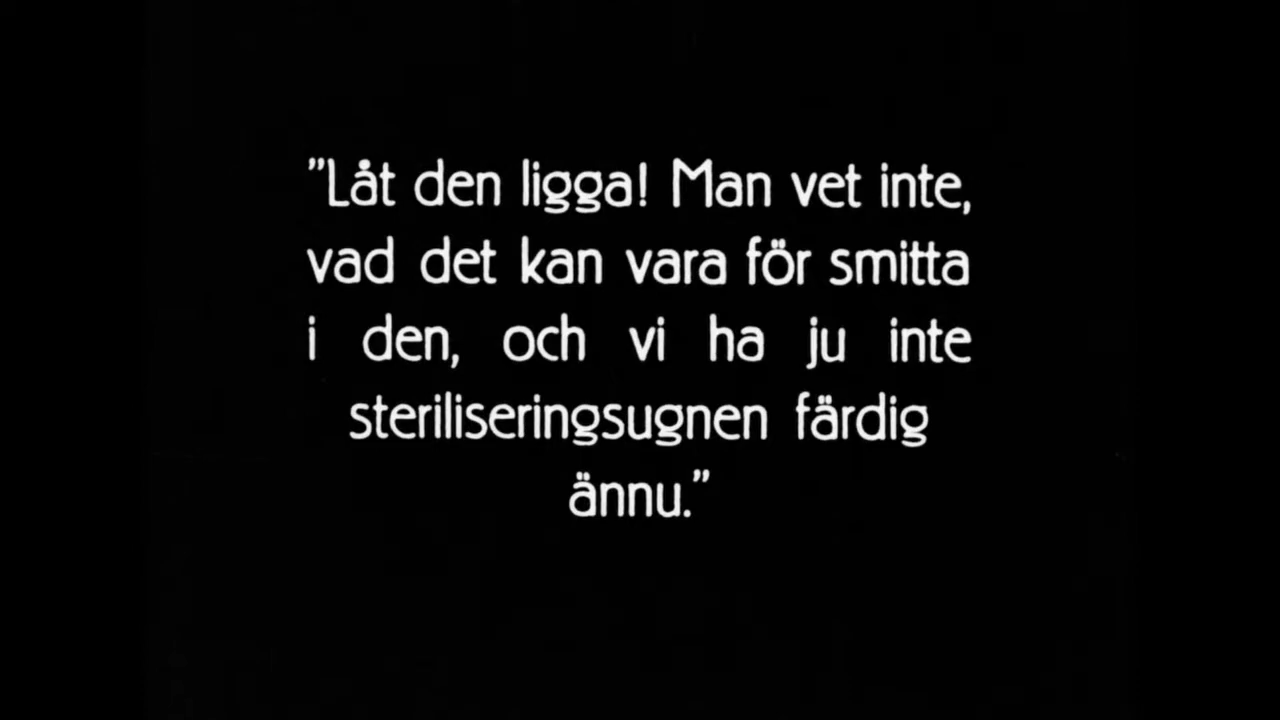 "Låt den ligga! Man vet inte,
vad det kan vara för smitta
i den, och vi ha ju inte
steriliseringsugnen färdig
ännu."